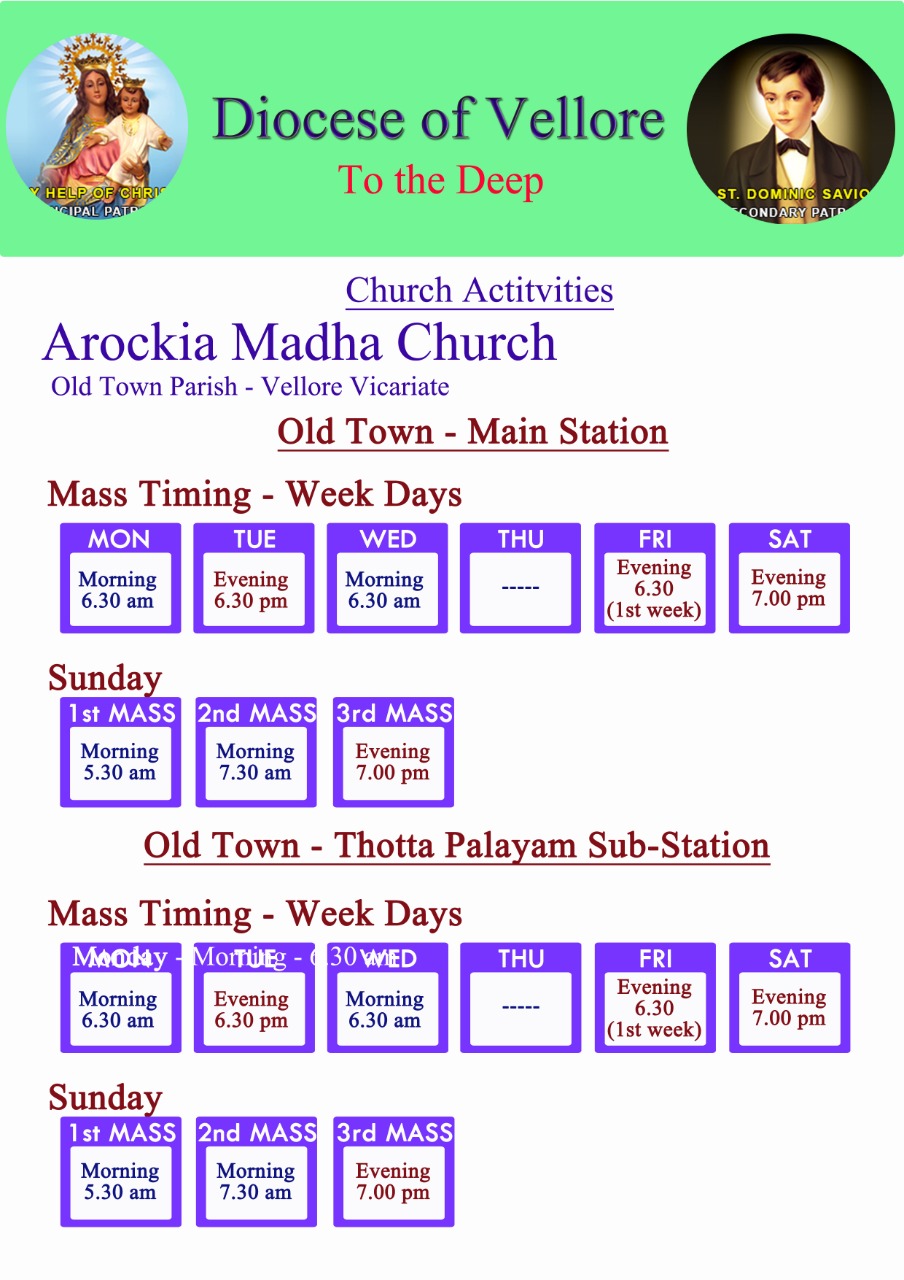 Diocese of Vellore
To the Deep
Y HELP OF CHRIS
CIPAL PATR
ST. DOMINIC SAVIO
CONDARY PATR
Church Actitvities
Arockia Madha Church
Old Town Parish - Vellore Vicariate
Old Town - Main Station
Mass Timing - Week Days
MON TUE WED THU FRI SAT
Morning Evening Morning ----- Evening Evening
6.30 am 6.30 pm 6.30 am 6.30 7.00 pm
(1st week)
Sunday
1st MASS 2nd MASS 3rd MASS
Morning Morning Evening
5.30 am 7.30 am 7.00 pm
Old Town - Thotta Palayam Sub-Station
Mass Timing - Week Days
Monday - Morning - 6.30 am
MON TUE WED THU FRI SAT
Morning Evening Morning ----- Evening Evening
6.30 am 6.30 pm 6.30 am 6.30 7.00 pm
(1st week)
Sunday
1st MASS 2nd MASS 3rd MASS
Morning Morning Evening
5.30 am 7.30 am 7.00 pm